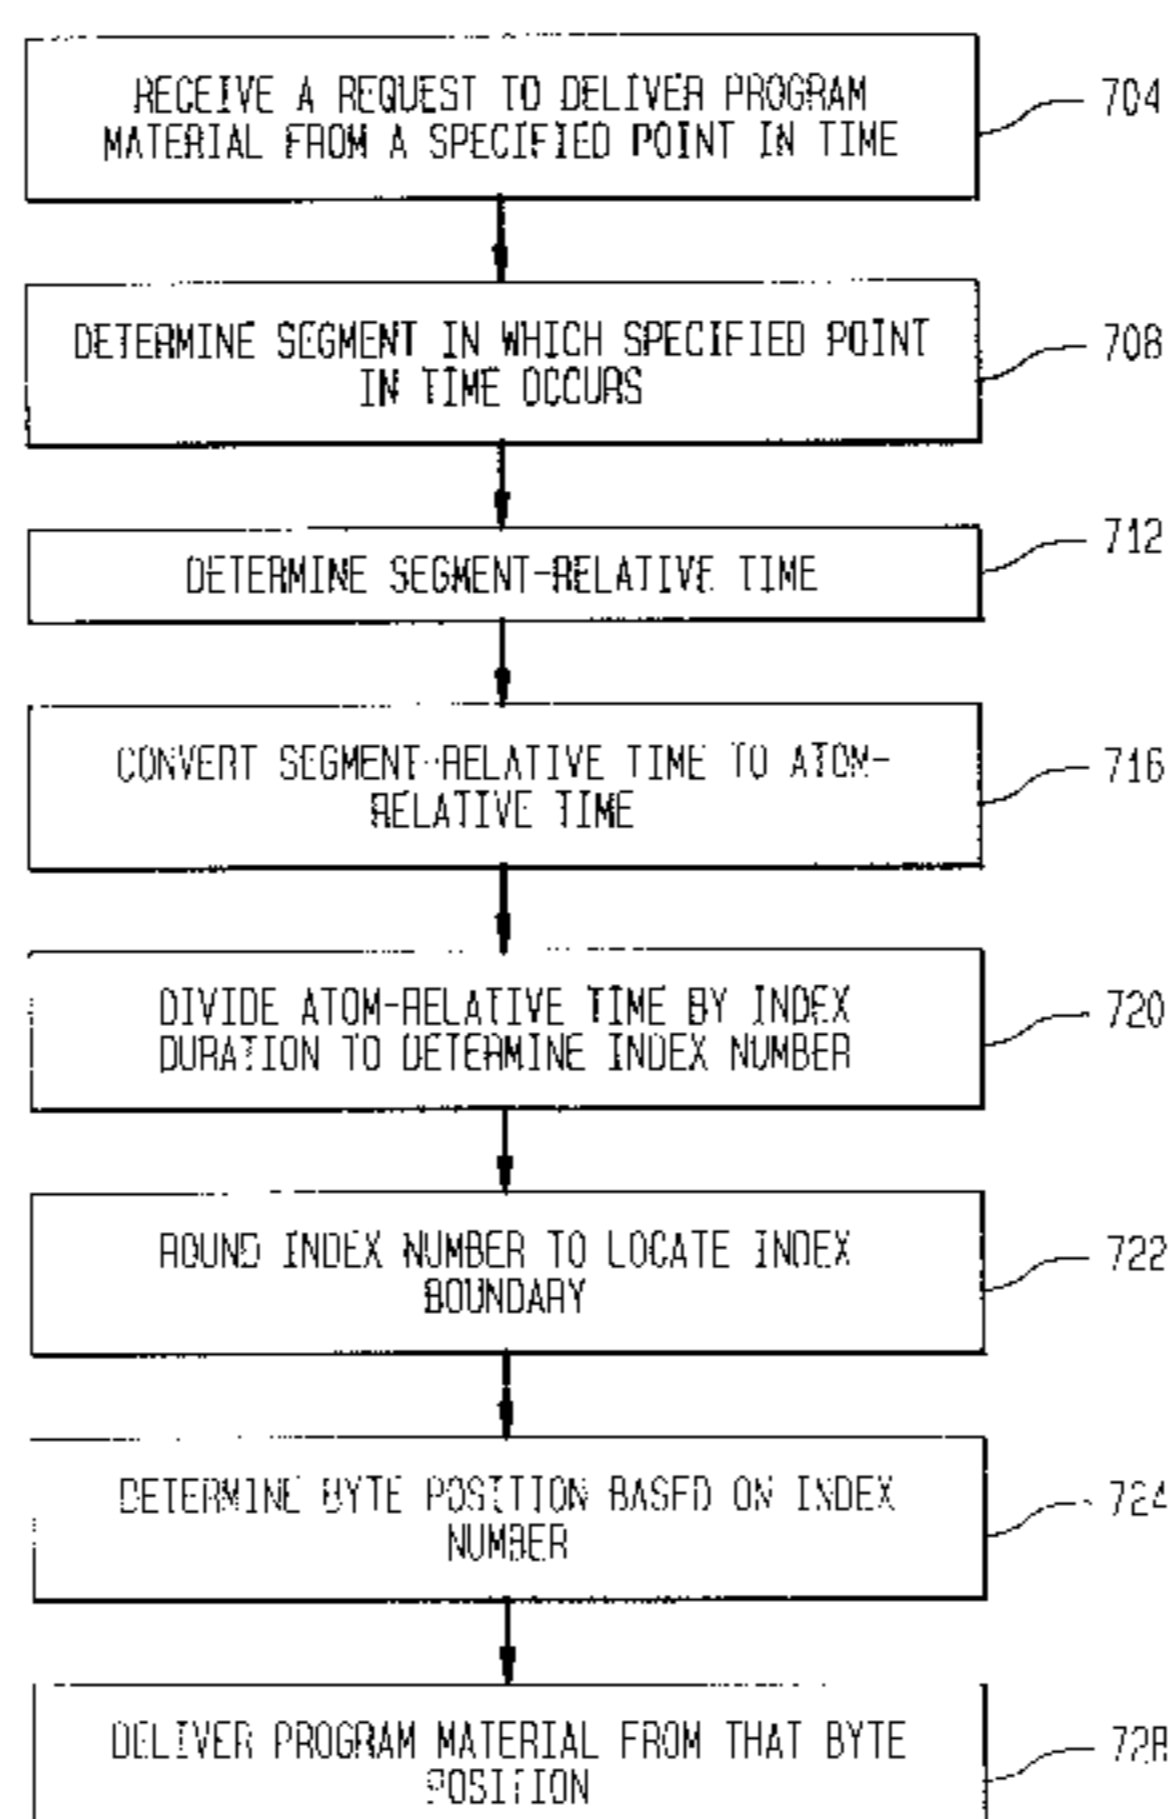 RECEIVE A REQUEST TO DELIVER PROGRAM
MATERIAL FROM A SPECIFIED POINT IN TIME
704
DETERMINE SEGMENT IN WHICH SPECIFIED POINT
IN TIME OCCURS
708
DETERMINE SEGMENT-RELATIVE TIME
712
CONVERT SEGMENT-RELATIVE TIME TO ATOM-
RELATIVE TIME
716
DIVIDE ATOM-RELATIVE TIME BY INDEX
DURATION TO DETERMINE INDEX NUMBER
720
ROUND INDEX NUMBER TO LOCATE INDEX
BOUNDARY
722
DETERMINE BYTE POSITION BASED ON INDEX
NUMBER
724
DELIVER PROGRAM MATERIAL FROM THAT BYTE
POSITION
728